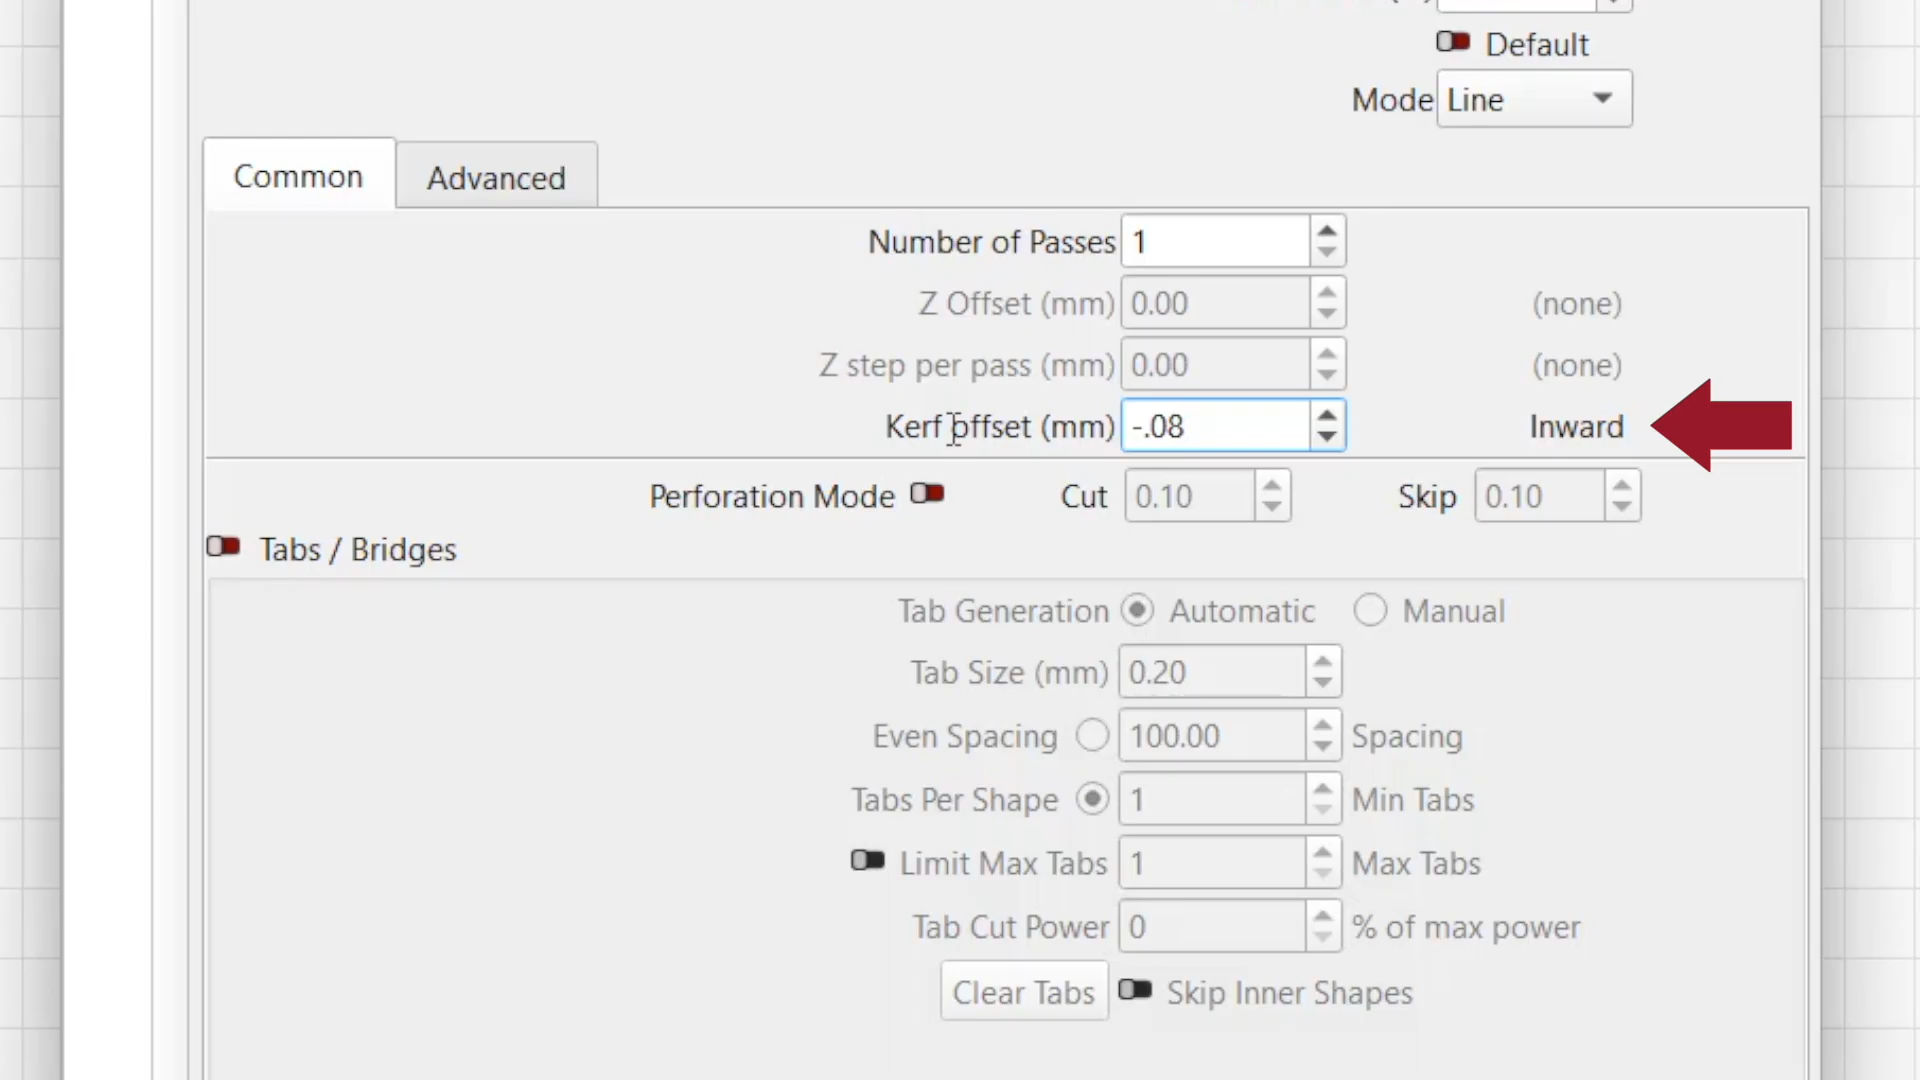 Default
Mode Line
Common Advanced
Number of Passes 1
Z Offset (mm) 0.00 (none)
Z step per pass (mm) 0.00 (none)
Kerf offset (mm) -.08 Inward
Perforation Mode Cut 0.10 Skip 0.10
Tabs / Bridges
Tab Generation Automatic Manual
Tab Size (mm) 0.20
Even Spacing 100.00 Spacing
Tabs Per Shape 1 Min Tabs
Limit Max Tabs 1 Max Tabs
Tab Cut Power 0 % of max power
Clear Tabs Skip Inner Shapes